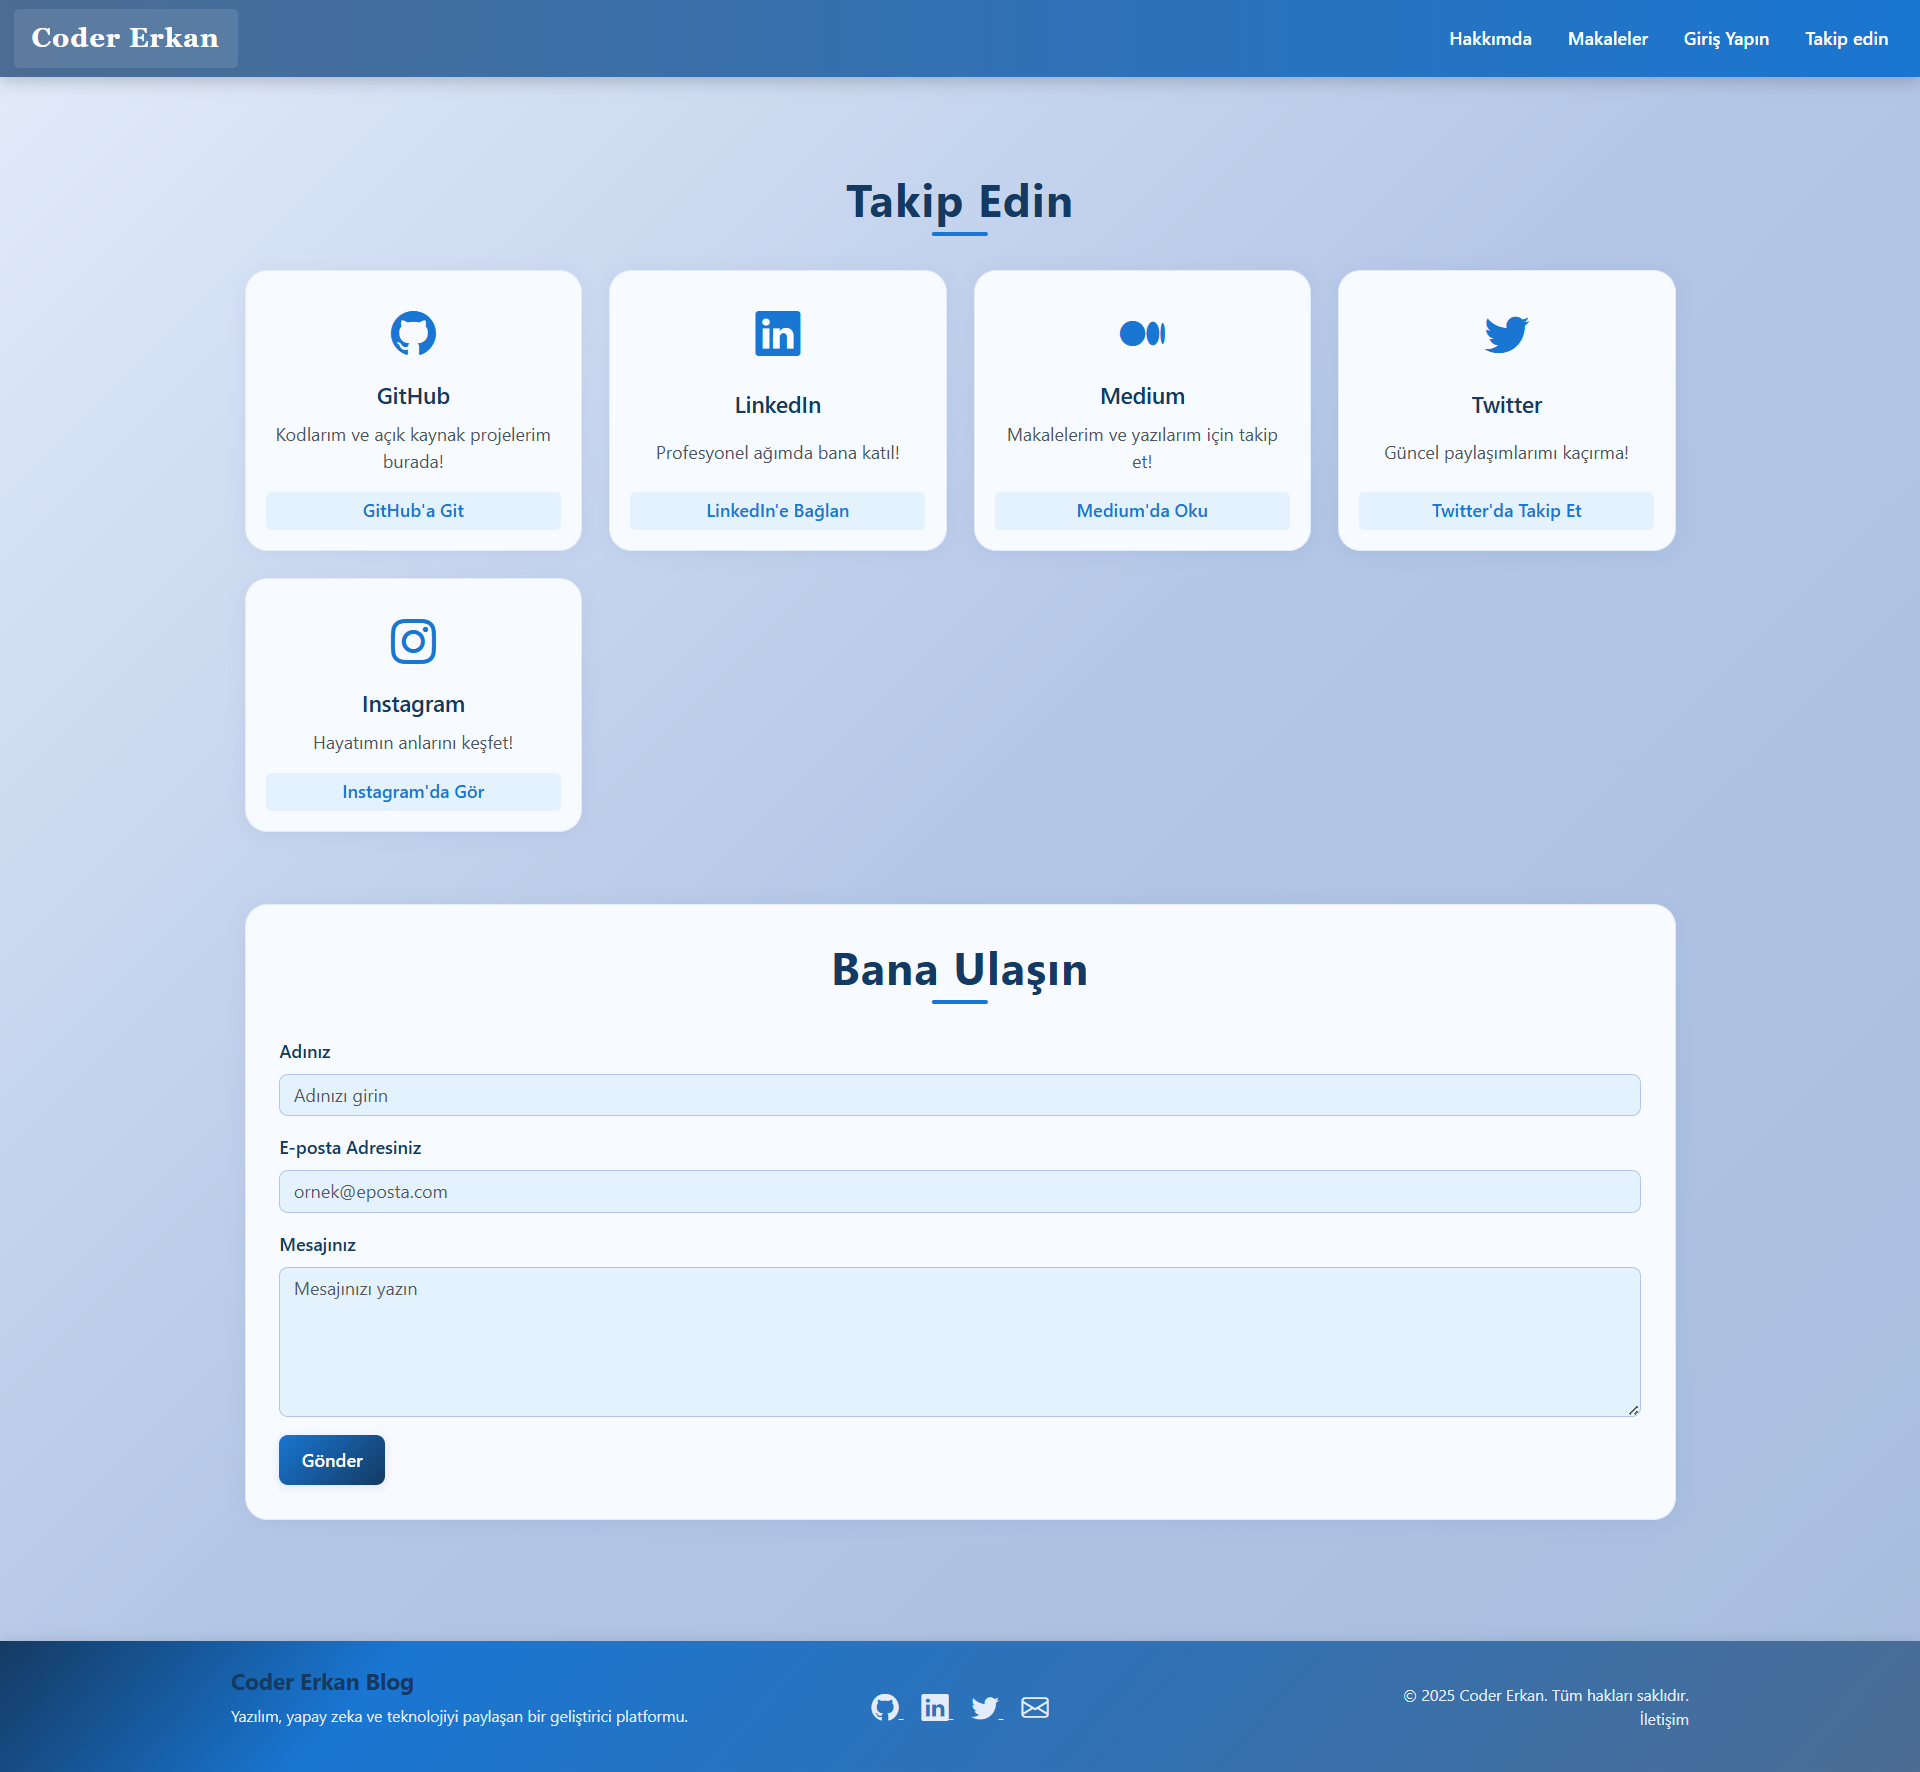 Coder Erkan
Hakkımda
Makaleler
Giriş Yapın
Takip edin
Takip Edin
GitHub
Kodlarım ve açık kaynak projelerim
burada!
GitHub'a Git
LinkedIn
Profesyonel ağımda bana katıl!
LinkedIn'e Bağlan
Medium
Makalelerim ve yazılarım için takip
et!
Medium'da Oku
Twitter
Güncel paylaşımlarımı kaçırma!
Twitter'da Takip Et
Instagram
Hayatımın anlarını keşfet!
Instagram'da Gör
Bana Ulaşın
Adınız
Adınızı girin
E-posta Adresiniz
ornek@eposta.com
Mesajınız
Mesajınızı yazın
Gönder
Coder Erkan Blog
Yazılım, yapay zeka ve teknolojiyi paylaşan bir geliştirici platformu.
© 2025 Coder Erkan. Tüm hakları saklıdır.
İletişim